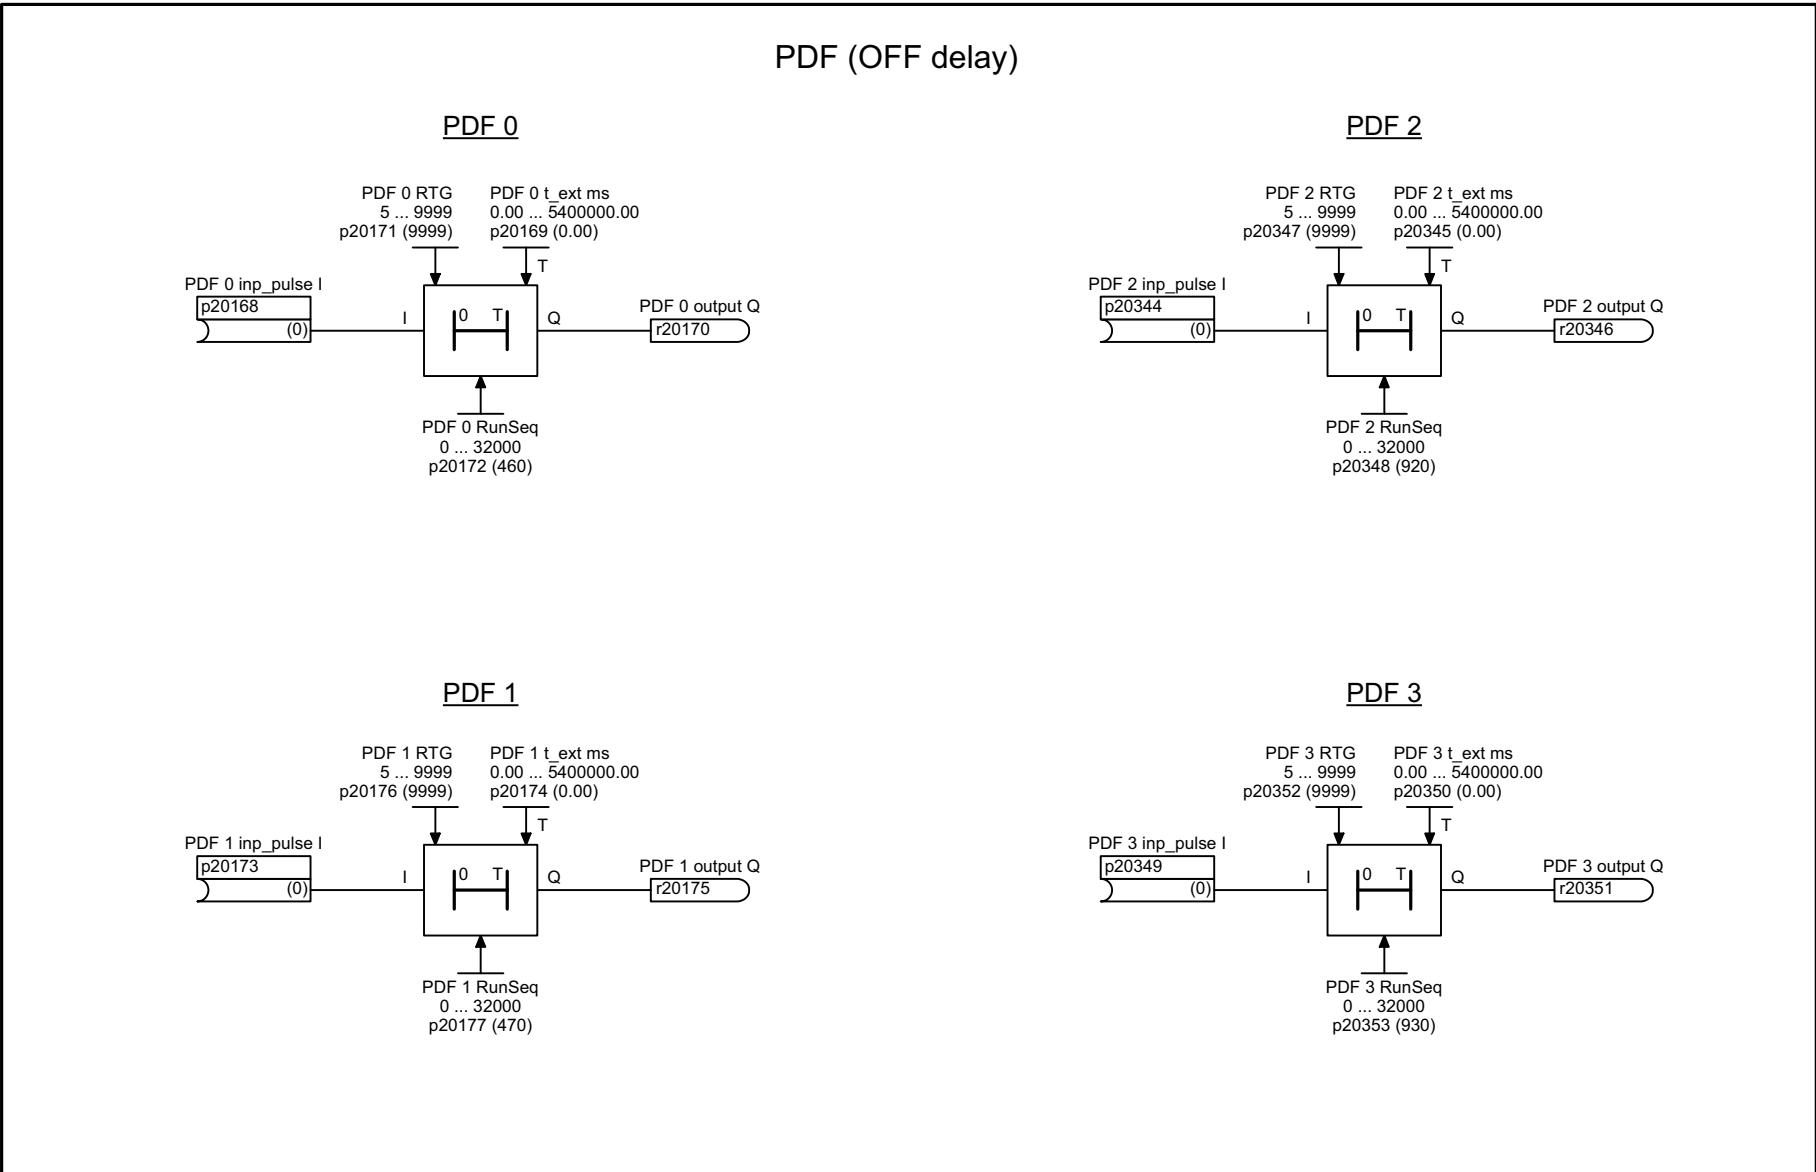 PDF (OFF delay)
PDF 0
PDF 0 RTG
5 ... 9999
p20171 (9999)
PDF 0 t_ext ms
0.00 ... 5400000.00
p20169 (0.00)
T
PDF 0 inp_pulse I
p20168
(0)
I
0 T
Q
PDF 0 output Q
r20170
PDF 0 RunSeq
0 ... 32000
p20172 (460)
PDF 2
PDF 2 RTG
5 ... 9999
p20347 (9999)
PDF 2 t_ext ms
0.00 ... 5400000.00
p20345 (0.00)
T
PDF 2 inp_pulse I
p20344
(0)
I
0 T
Q
PDF 2 output Q
r20346
PDF 2 RunSeq
0 ... 32000
p20348 (920)
PDF 1
PDF 1 RTG
5 ... 9999
p20176 (9999)
PDF 1 t_ext ms
0.00 ... 5400000.00
p20174 (0.00)
T
PDF 1 inp_pulse I
p20173
(0)
I
0 T
Q
PDF 1 output Q
r20175
PDF 1 RunSeq
0 ... 32000
p20177 (470)
PDF 3
PDF 3 RTG
5 ... 9999
p20352 (9999)
PDF 3 t_ext ms
0.00 ... 5400000.00
p20350 (0.00)
T
PDF 3 inp_pulse I
p20349
(0)
I
0 T
Q
PDF 3 output Q
r20351
PDF 3 RunSeq
0 ... 32000
p20353 (930)